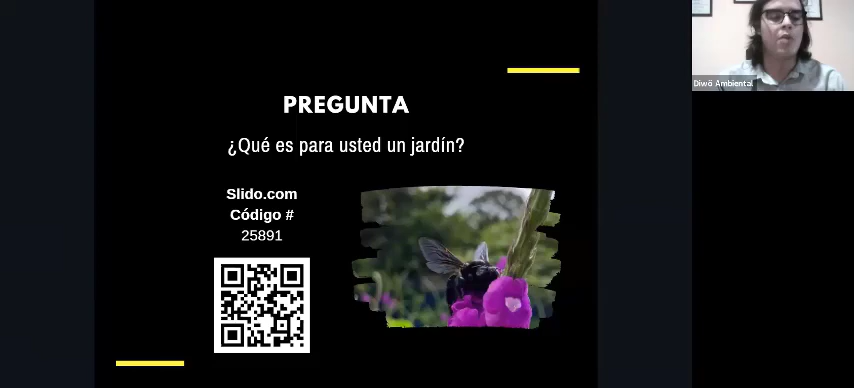 PREGUNTA
¿Qué es para usted un jardín?
Slido.com
Código #
25891
Diwö Ambiental